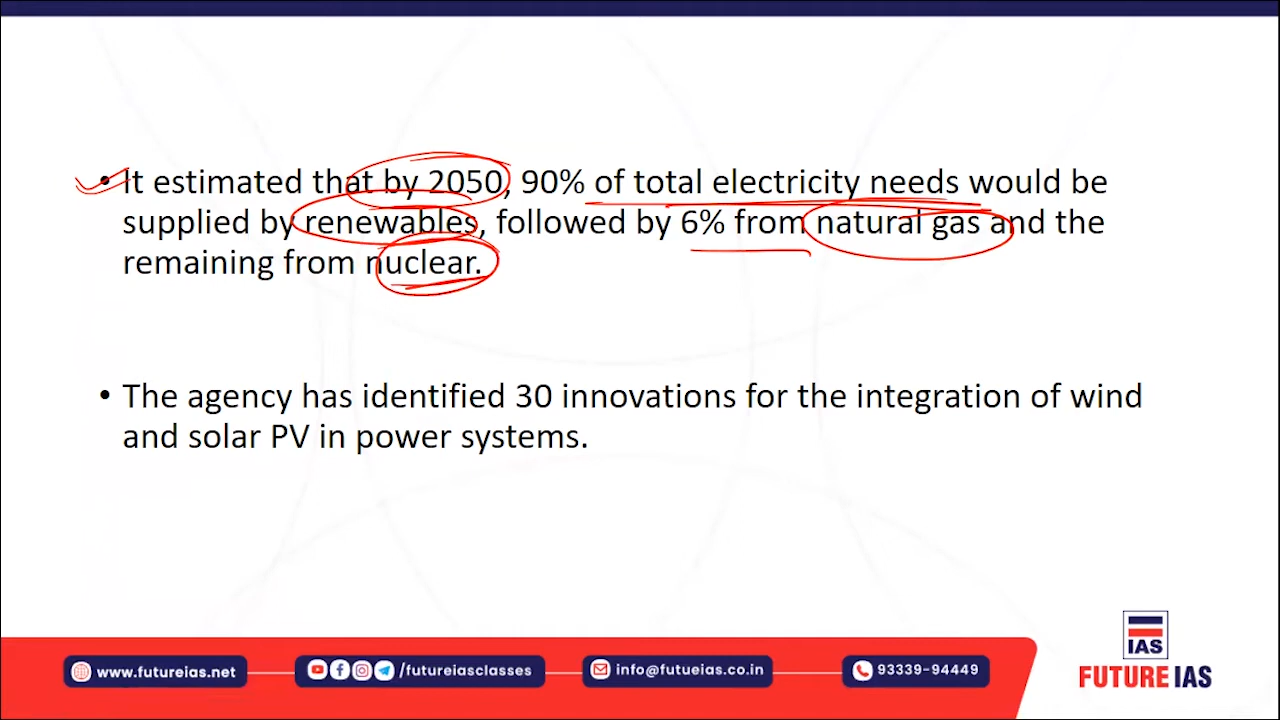 • It estimated that by 2050, 90% of total electricity needs would be
supplied by renewables, followed by 6% from natural gas and the
remaining from nuclear.
• The agency has identified 30 innovations for the integration of wind
and solar PV in power systems.
IAS
FUTURE IAS
www.futureias.net
/futureiasclasses
info@futueias.co.in
93339-94449